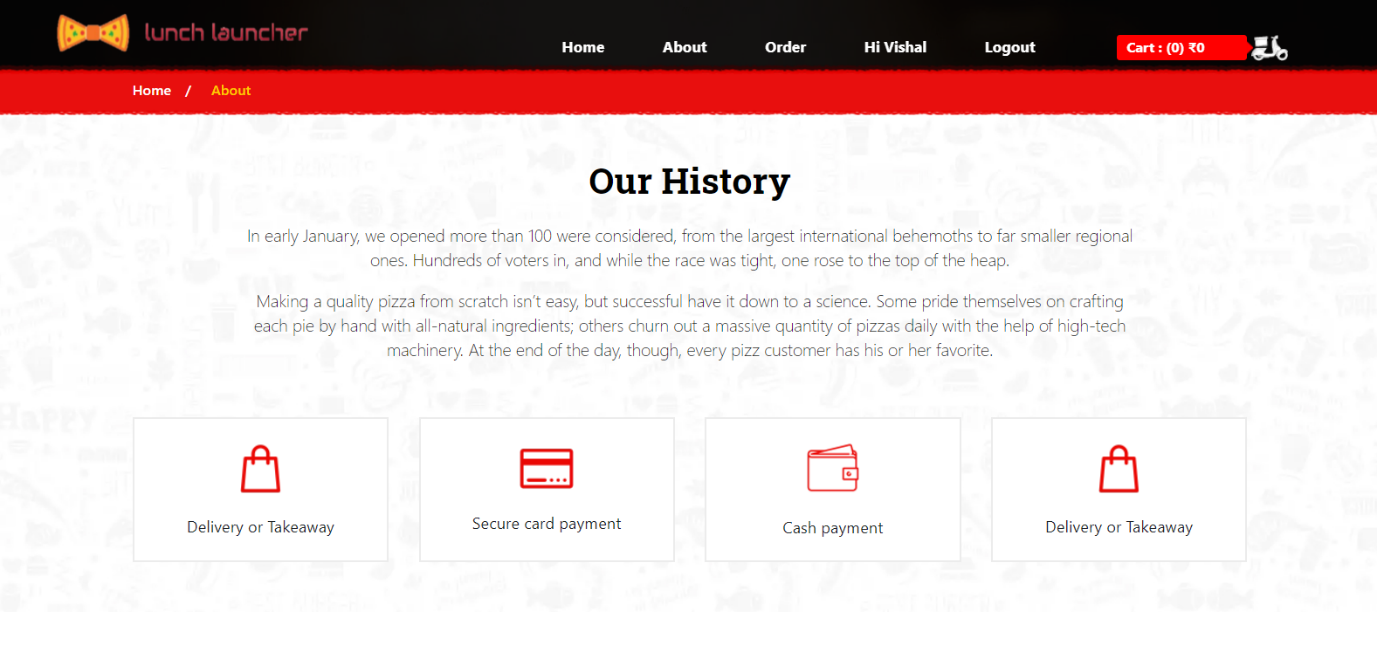 lunch launcher
Home About Order Hi Vishal Logout Cart : (0) ₹0
Home / About
Our History
In early January, we opened more than 100 were considered, from the largest international behemoths to far smaller regional
ones. Hundreds of voters in, and while the race was tight, one rose to the top of the heap.
Making a quality pizza from scratch isn't easy, but successful have it down to a science. Some pride themselves on crafting
each pie by hand with all-natural ingredients; others churn out a massive quantity of pizzas daily with the help of high-tech
machinery. At the end of the day, though, every pizz customer has his or her favorite.
Delivery or Takeaway
Secure card payment
Cash payment
Delivery or Takeaway